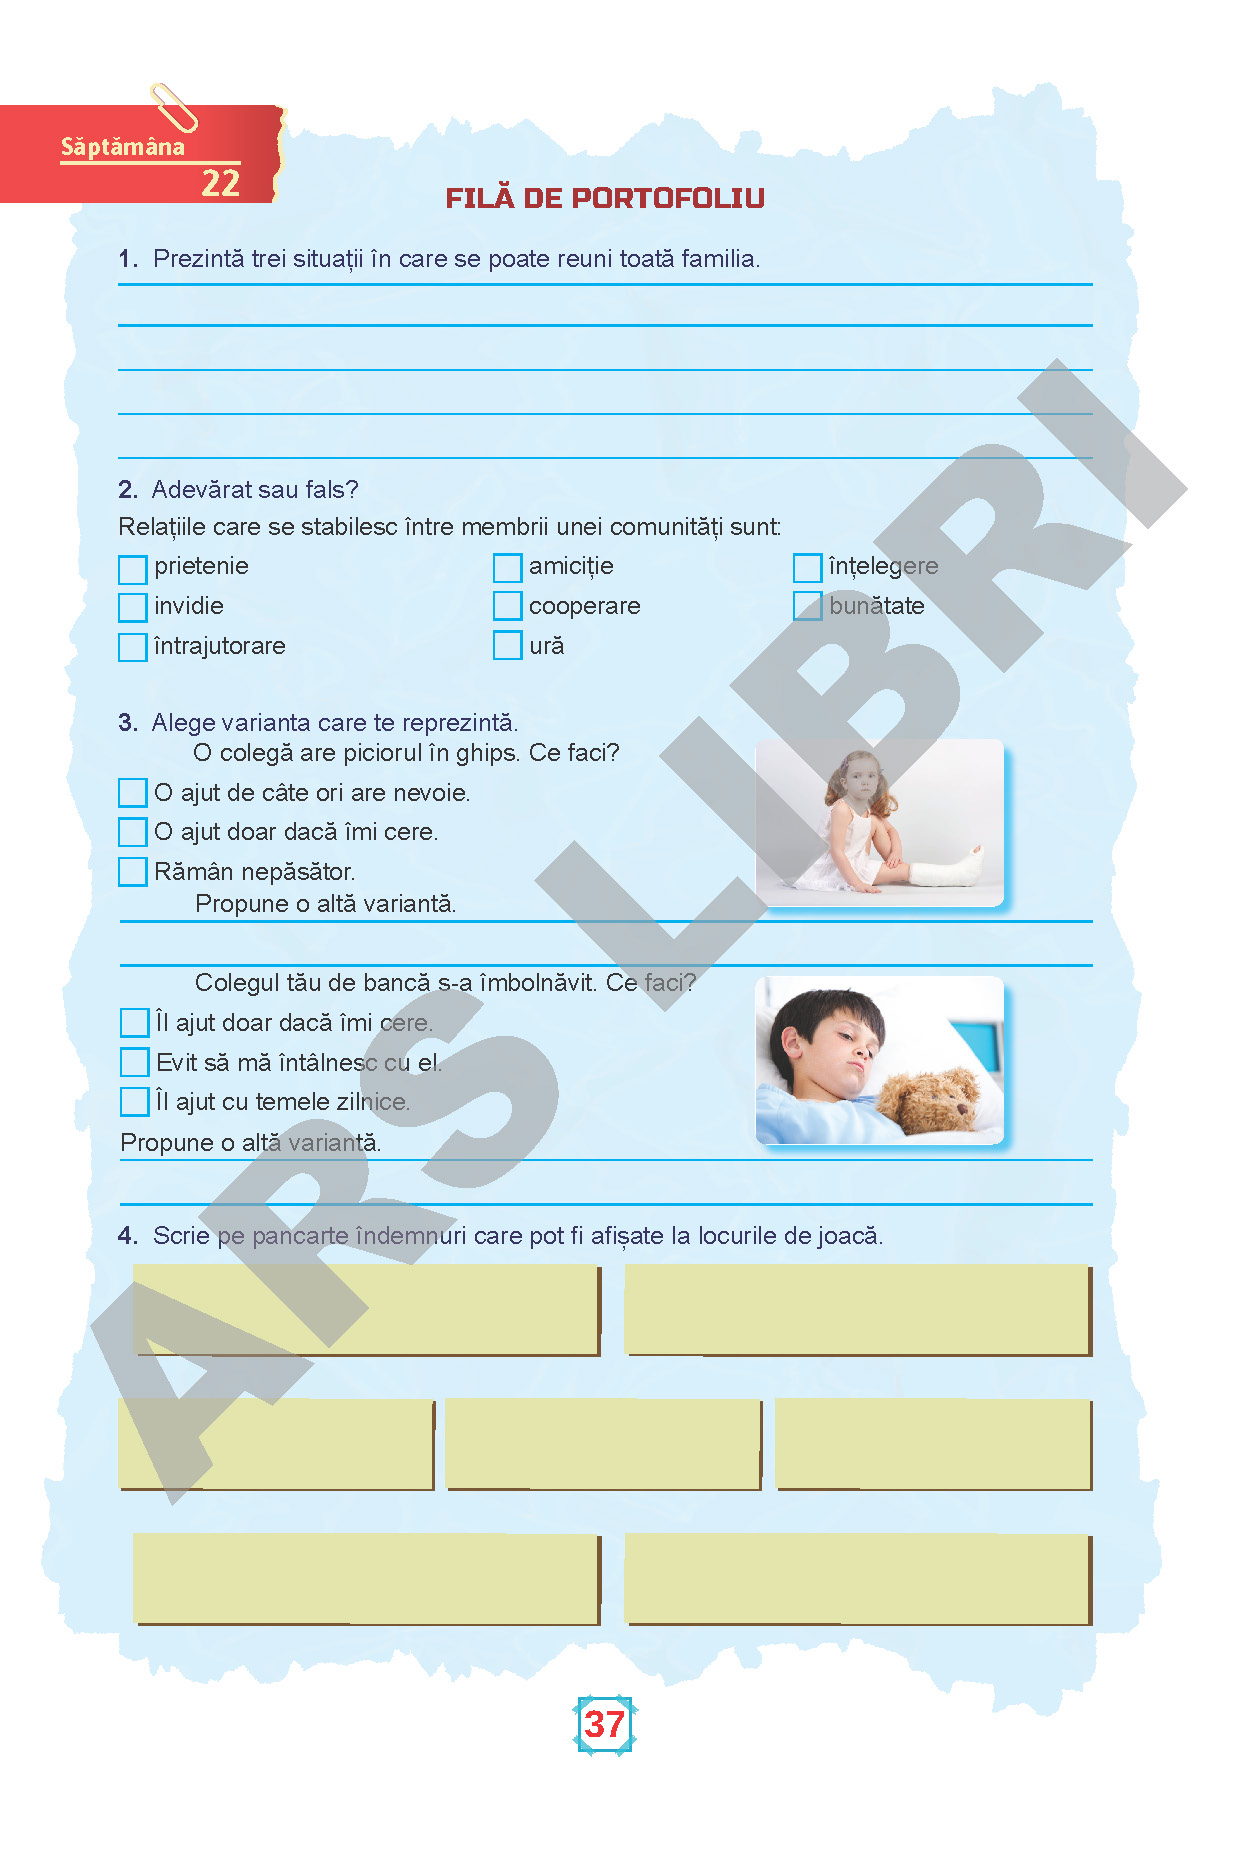 Săptămâna
22
FILĂ DE PORTOFOLIU
1. Prezintă trei situații în care se poate reuni toată familia.
2. Adevărat sau fals?
Relațiile care se stabilesc între membrii unei comunități sunt:
prietenie amiciție înțelegere
invidie cooperare bunătate
întrajutorare ură
3. Alege varianta care te reprezintă.
O colegă are piciorul în ghips. Ce faci?
O ajut de câte ori are nevoie.
O ajut doar dacă îmi cere.
Rămân nepăsător.
Propune o altă variantă.
Colegul tău de bancă s-a îmbolnăvit. Ce faci?
Îl ajut doar dacă îmi cere.
Evit să mă întâlnesc cu el.
Îl ajut cu temele zilnice.
Propune o altă variantă.
4. Scrie pe pancarte îndemnuri care pot fi afișate la locurile de joacă.
37
ARS LIBRI